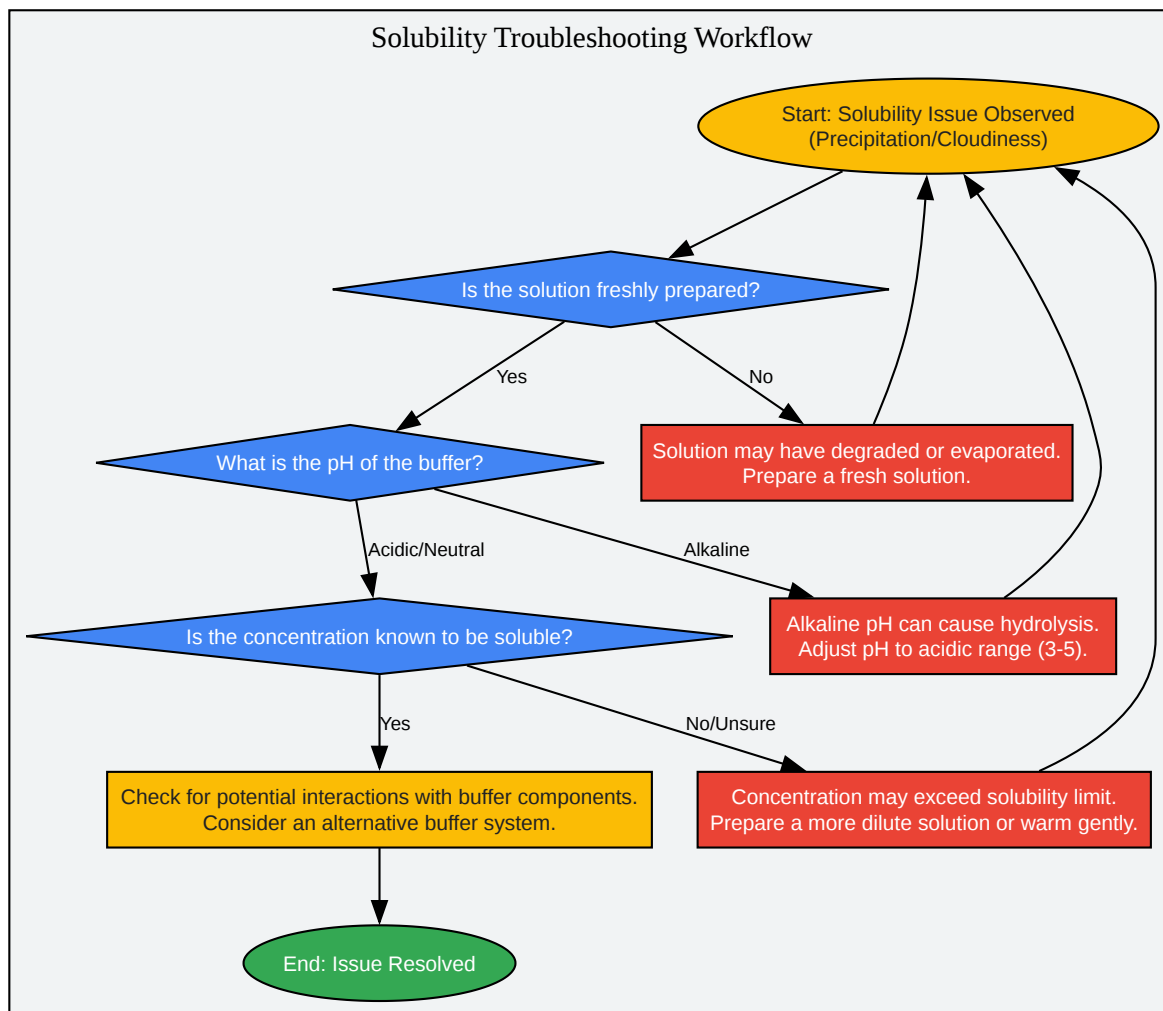 Solubility Troubleshooting Workflow
Start: Solubility Issue Observed
(Precipitation/Cloudiness)
Is the solution freshly prepared?
Yes
No
What is the pH of the buffer?
Solution may have degraded or evaporated.
Prepare a fresh solution.
Acidic/Neutral
Alkaline
Is the concentration known to be soluble?
Alkaline pH can cause hydrolysis.
Adjust pH to acidic range (3-5).
Yes
No/Unsure
Check for potential interactions with buffer components.
Consider an alternative buffer system.
Concentration may exceed solubility limit.
Prepare a more dilute solution or warm gently.
End: Issue Resolved